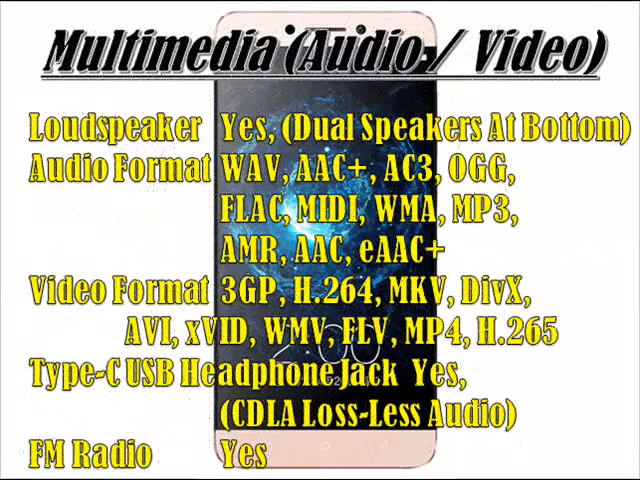 Multimedia (Audio / Video)
Loudspeaker Yes, (Dual Speakers At Bottom)
Audio Format WAV, AAC+, AC3, OGG,
FLAC, MIDI, WMA, MP3,
AMR, AAC, eAAC+
Video Format 3GP, H.264, MKV, DivX,
AVI, xVID, WMV, FLV, MP4, H.265
2:00
Type-C USB Headphone Jack Yes,
(CDLA Loss-Less Audio)
FM Radio Yes